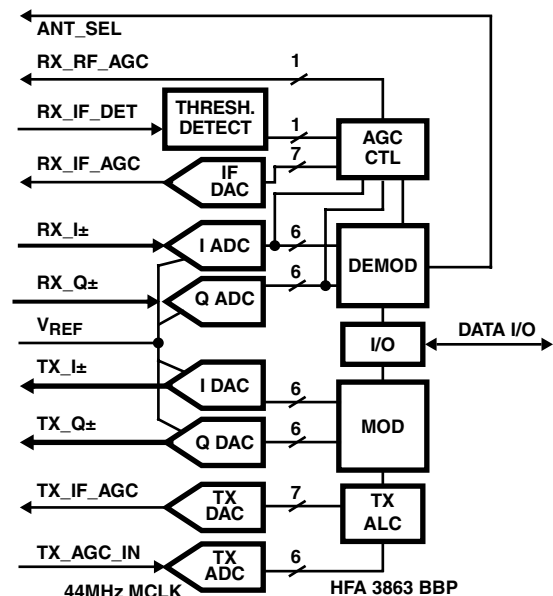 ANT_SEL
RX_RF_AGC 1
RX_IF_DET
THRESH.
DETECT
1
AGC
CTL
RX_IF_AGC
IF
DAC
7
RX_I±
I ADC
6
DEMOD
RX_Q±
Q ADC
6
VREF
I/O
DATA I/O
TX_I±
I DAC
6
MOD
TX_Q±
Q DAC
6
TX_IF_AGC
TX
DAC
7
TX
ALC
TX_AGC_IN
TX
ADC
6
44MHz MCLK
HFA 3863 BBP